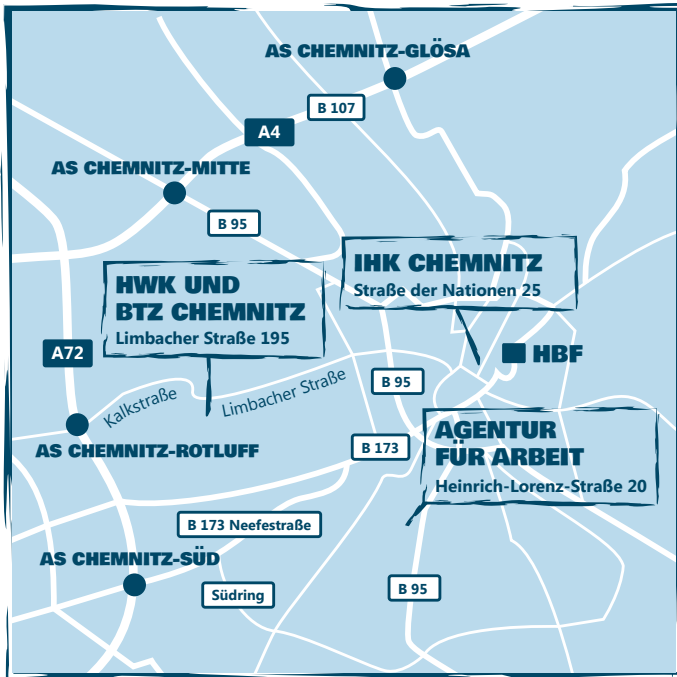 AS CHEMNITZ-GLÖSA
B 107
A4
AS CHEMNITZ-MITTE
B 95
IHK CHEMNITZ
Straße der Nationen 25
HWK UND
BTZ CHEMNITZ
Limbacher Straße 195
A72
HBF
B 95
Kalkstraße
Limbacher Straße
AS CHEMNITZ-ROTLUFF
B 173
AGENTUR
FÜR ARBEIT
Heinrich-Lorenz-Straße 20
B 173 Neefestraße
AS CHEMNITZ-SÜD
Südring
B 95